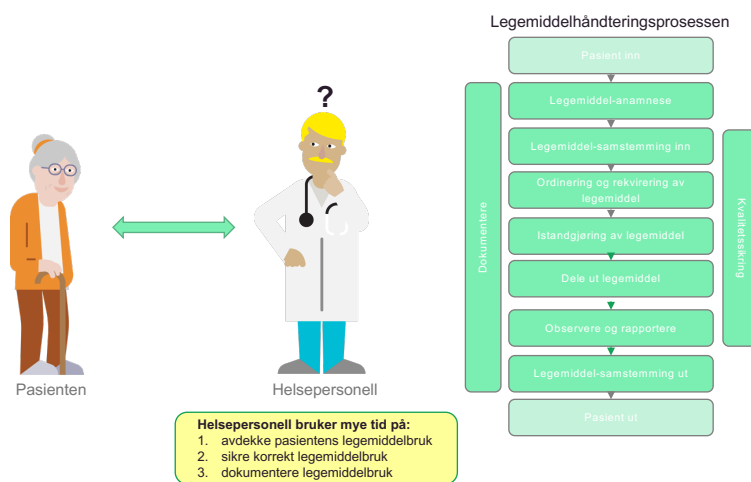 Legemiddelhåndteringsprosessen
Pasient inn
Legemiddel-anamnese
Legemiddel-samstemming inn
Ordinering og rekvirering av
legemiddel
Istandgjøring av legemiddel
Dele ut legemiddel
Observere og rapportere
Legemiddel-samstemming ut
Pasient ut
Dokumentere
Kvalitetssikring
?
Pasienten
Helsepersonell
Helsepersonell bruker mye tid på:
1. avdekke pasientens legemiddelbruk
2. sikre korrekt legemiddelbruk
3. dokumentere legemiddelbruk